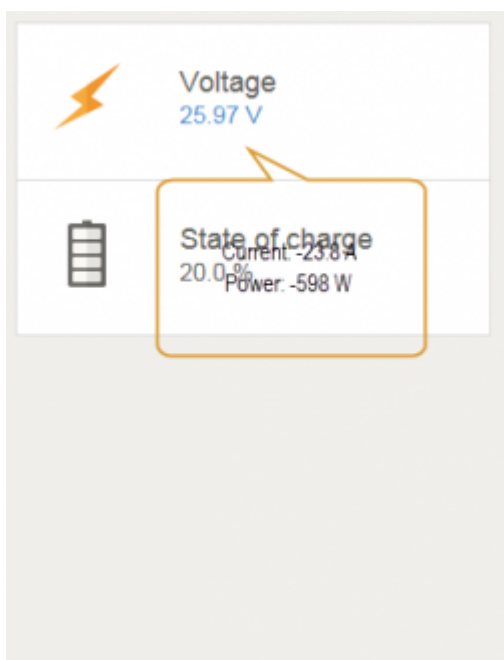 Voltage
25.97 V
State of charge
20.0 %
Current: -23.8 A
Power: -598 W